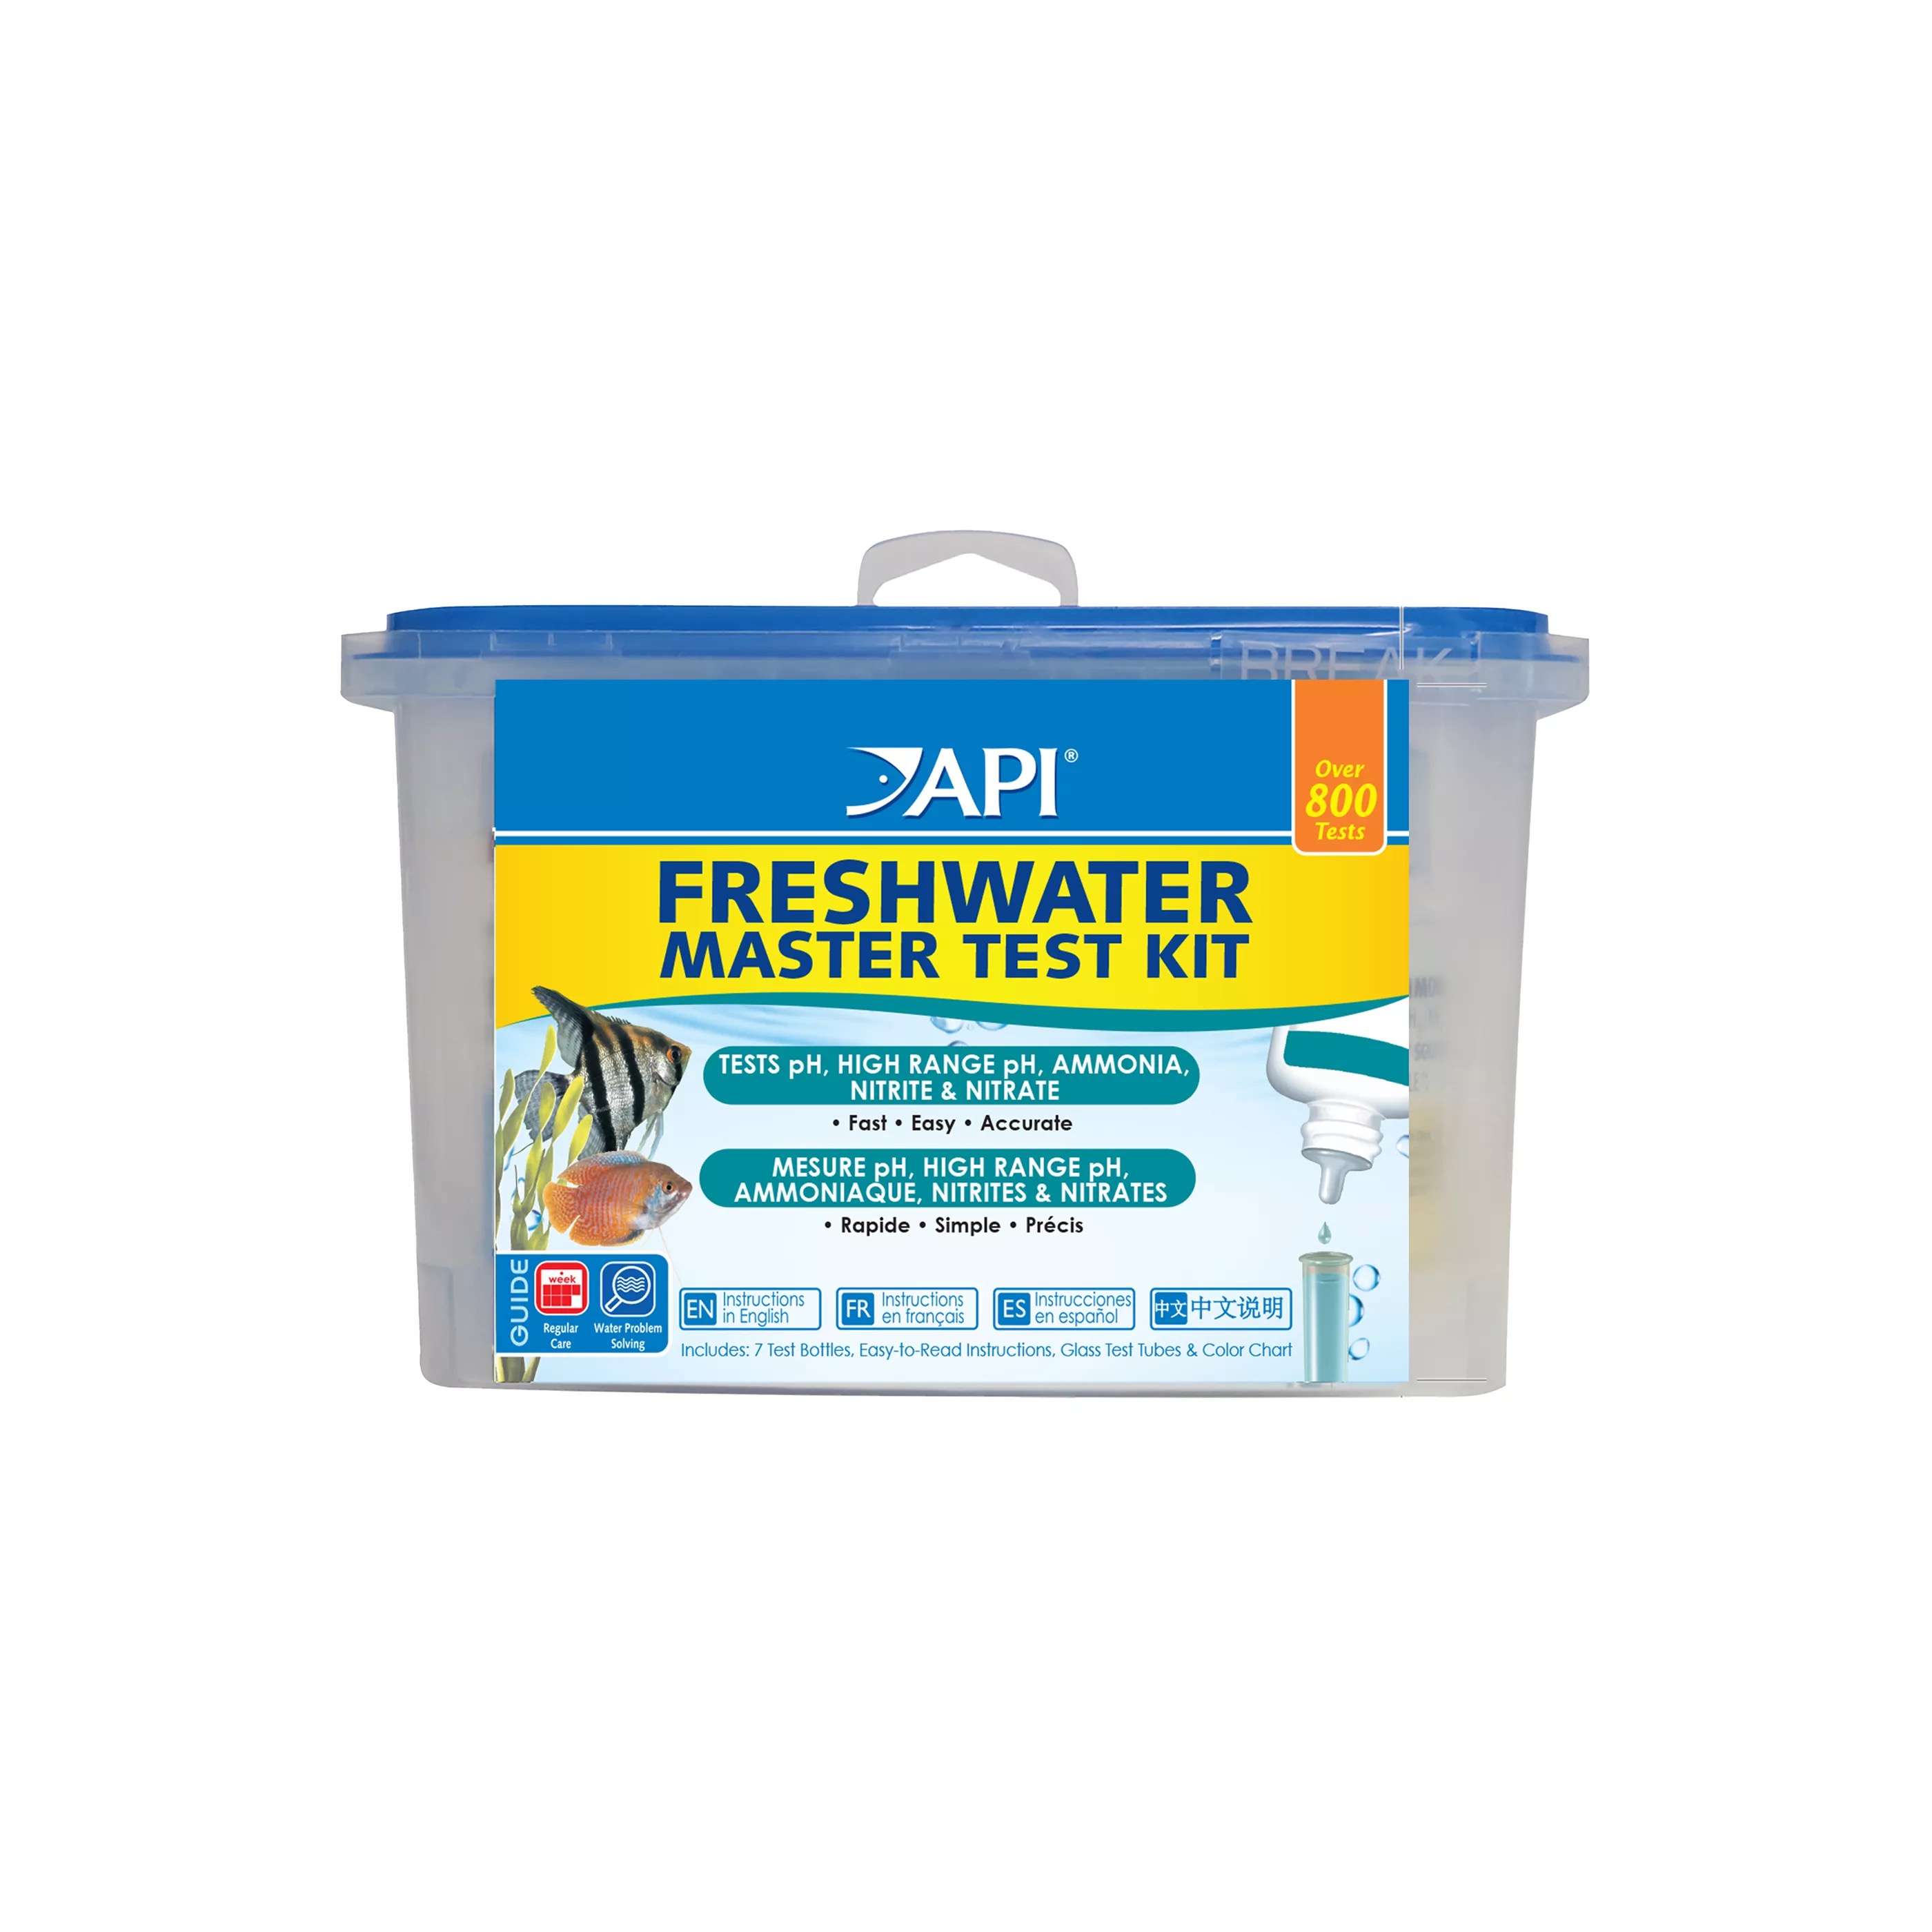 BREAK
API®
Over
800
Tests
FRESHWATER
MASTER TEST KIT
TESTS pH, HIGH RANGE pH, AMMONIA,
NITRITE & NITRATE
• Fast • Easy • Accurate
MESURE pH, HIGH RANGE pH,
AMMONIAQUE, NITRITES & NITRATES
• Rapide • Simple • Précis
GUIDE
week
Regular
Care
Water Problem
Solving
EN Instructions
in English
FR Instructions
en français
ES Instrucciones
en español
中文 中文说明
Includes: 7 Test Bottles, Easy-to-Read Instructions, Glass Test Tubes & Color Chart